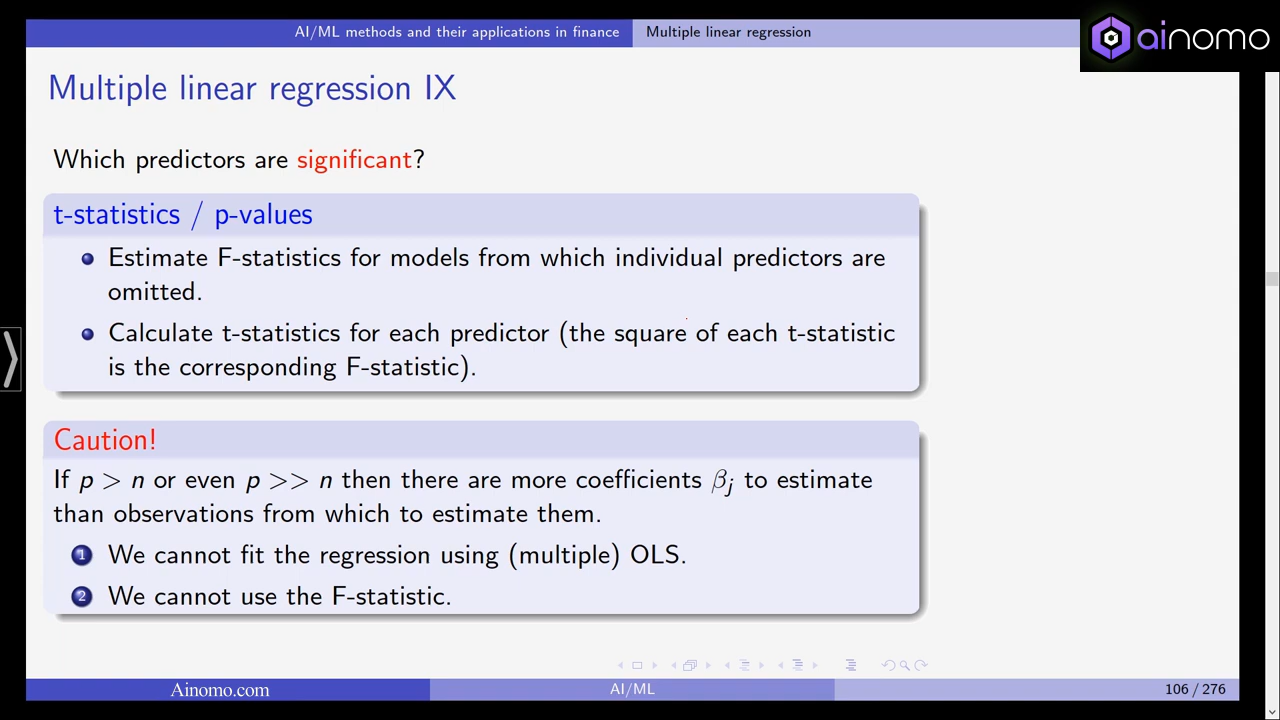 AI/ML methods and their applications in finance Multiple linear regression
ainomo
Multiple linear regression IX
Which predictors are significant?
t-statistics / p-values
Estimate F-statistics for models from which individual predictors are
omitted.
Calculate t-statistics for each predictor (the square of each t-statistic
is the corresponding F-statistic).
Caution!
If p > n or even p >> n then there are more coefficients βj to estimate
than observations from which to estimate them.
1 We cannot fit the regression using (multiple) OLS.
2 We cannot use the F-statistic.
Ainomo.com AI/ML 106 / 276